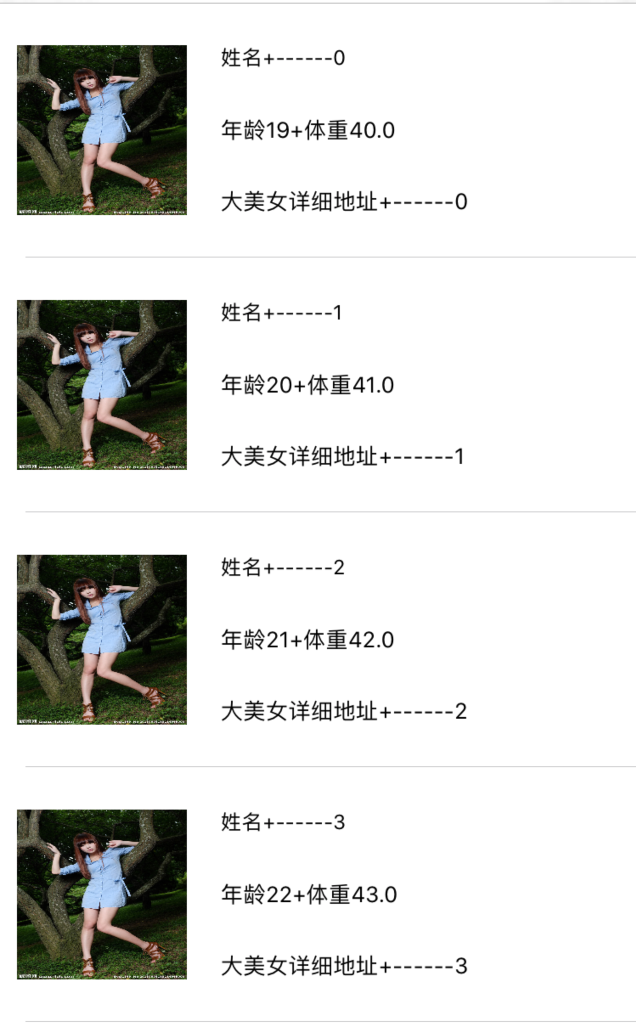 姓名+------0
年龄19+体重40.0
大美女详细地址+------0
姓名+------1
年龄20+体重41.0
大美女详细地址+------1
姓名+------2
年龄21+体重42.0
大美女详细地址+------2
姓名+------3
年龄22+体重43.0
大美女详细地址+------3